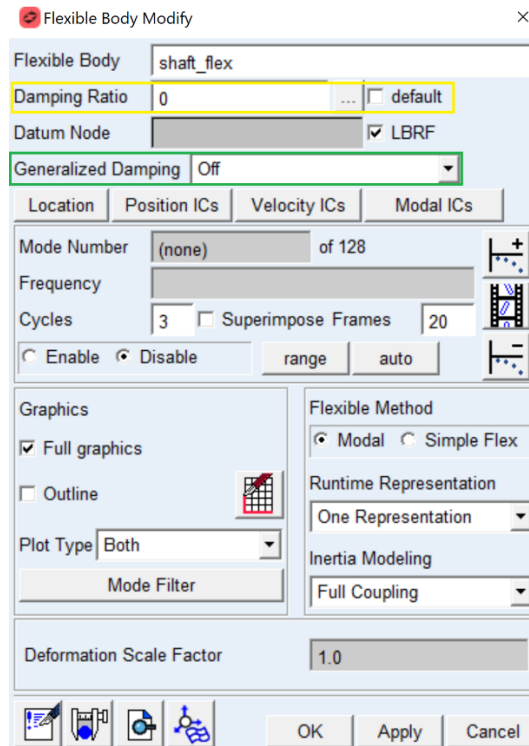 Flexible Body Modify
Flexible Body shaft_flex
Damping Ratio 0 ... default
Datum Node LBRF
Generalized Damping Off
Location Position ICs Velocity ICs Modal ICs
Mode Number (none) of 128
Frequency
Cycles 3 Superimpose Frames 20
Enable Disable range auto
Graphics
Full graphics
Outline
Plot Type Both
Mode Filter
Flexible Method
Modal Simple Flex
Runtime Representation
One Representation
Inertia Modeling
Full Coupling
Deformation Scale Factor 1.0
OK Apply Cancel